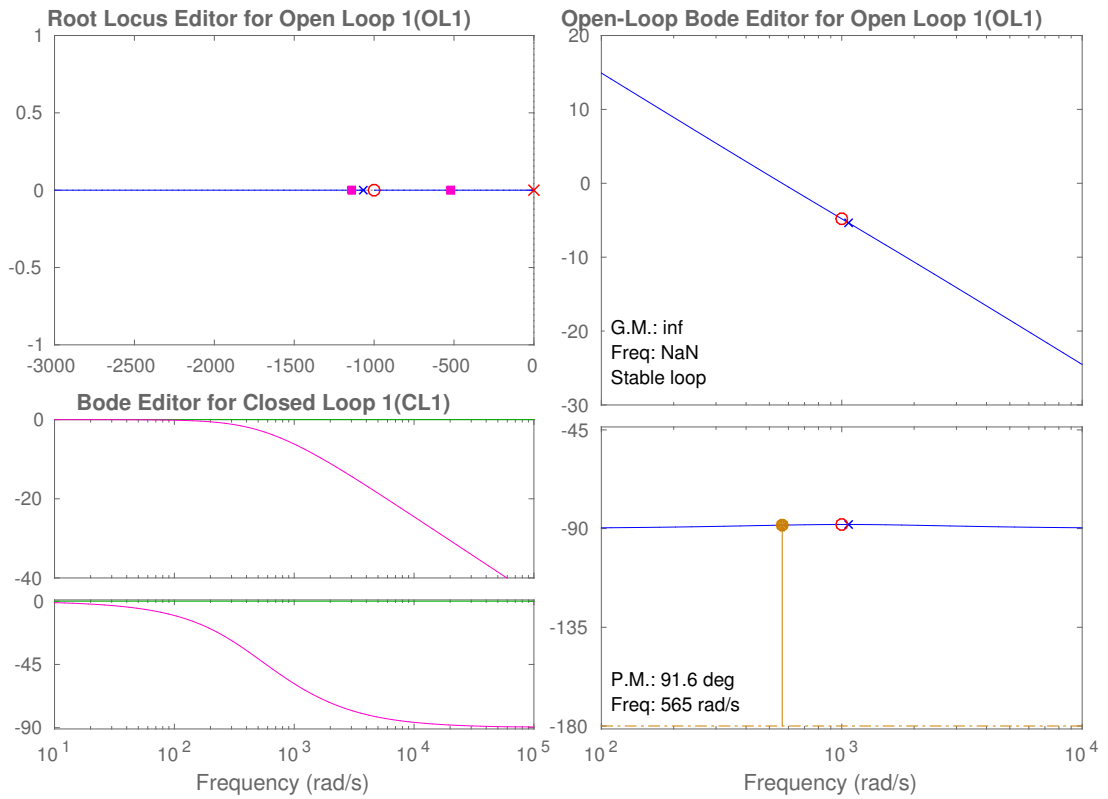 Root Locus Editor for Open Loop 1(OL1)
1
0.5
0
-0.5
-1
-3000 -2500 -2000 -1500 -1000 -500 0
Bode Editor for Closed Loop 1(CL1)
0
-20
-40
0
-45
-90
10^1 10^2 10^3 10^4 10^5
Frequency (rad/s)
Open-Loop Bode Editor for Open Loop 1(OL1)
20
10
0
-10
-20
-30
G.M.: inf
Freq: NaN
Stable loop
-45
-90
-135
-180
P.M.: 91.6 deg
Freq: 565 rad/s
10^2 10^3 10^4
Frequency (rad/s)